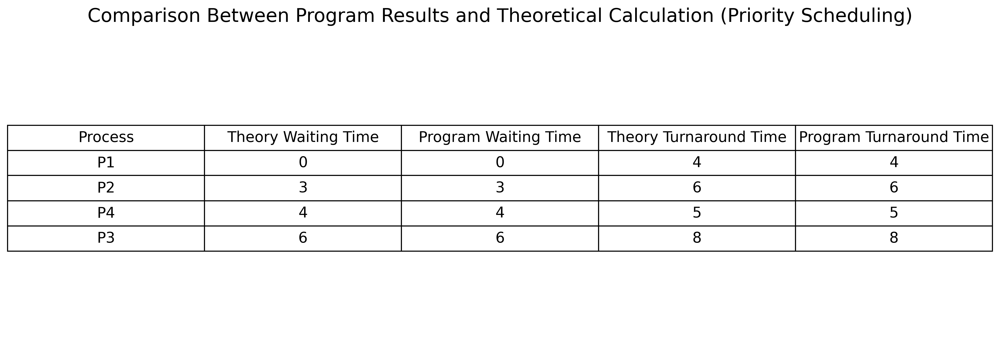 Comparison Between Program Results and Theoretical Calculation (Priority Scheduling)
Process Theory Waiting Time Program Waiting Time Theory Turnaround Time Program Turnaround Time
P1 0 0 4 4
P2 3 3 6 6
P4 4 4 5 5
P3 6 6 8 8